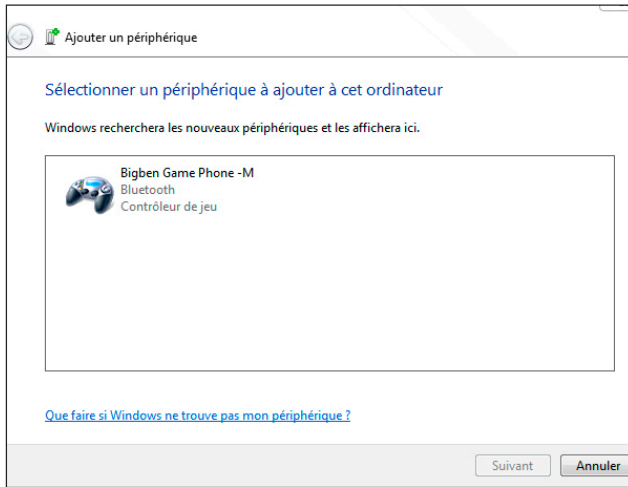 Ajouter un périphérique
Sélectionner un périphérique à ajouter à cet ordinateur
Windows recherchera les nouveaux périphériques et les affichera ici.
Bigben Game Phone -M
Bluetooth
Contrôleur de jeu
Que faire si Windows ne trouve pas mon périphérique ?
Suivant
Annuler